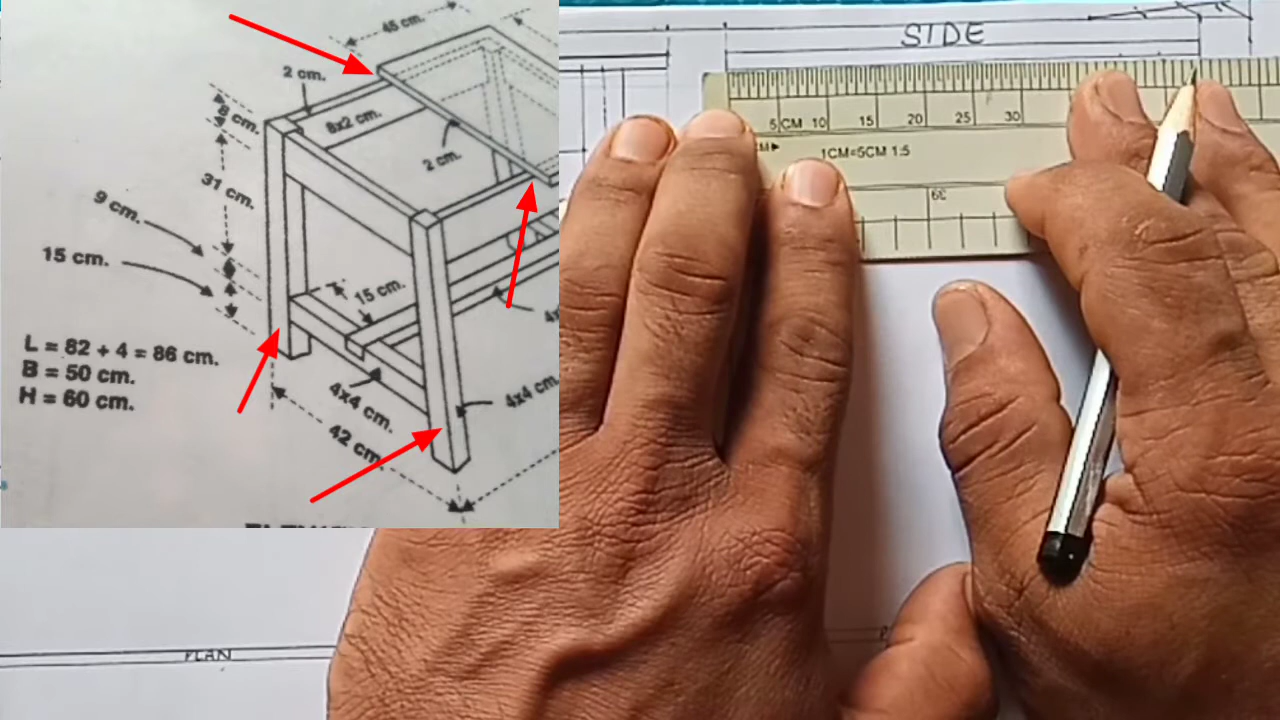 45 cm.
2 cm.
8 cm.
8x2 cm.
2 cm.
31 cm.
9 cm.
15 cm.
15 cm.
L = 82 + 4 = 86 cm.
B = 50 cm.
H = 60 cm.
4x4 cm.
4x4 cm.
42 cm.
SIDE
5 CM 10 15 20 25 30
1CM=5CM 1:5
PLAN